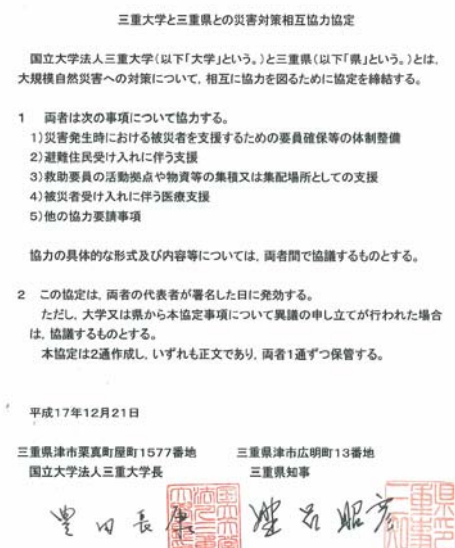 三重大学と三重県との災害対策相互協力協定
国立大学法人三重大学(以下「大学」という。)と三重県(以下「県」という。)とは、
大規模自然災害への対策について、相互に協力を図るために協定を締結する。
1 両者は次の事項について協力する。
1)災害発生時における被災者を支援するための要員確保等の体制整備
2)避難住民受け入れに伴う支援
3)救助要員の活動拠点や物資等の集積又は集配場所としての支援
4)被災者受け入れに伴う医療支援
5)他の協力要請事項
協力の具体的な形式及び内容等については、両者間で協議するものとする。
2 この協定は、両者の代表者が署名した日に発効する。
ただし、大学又は県から本協定事項について異議の申し立てが行われた場合
は、協議するものとする。
本協定は2通作成し、いずれも正文であり、両者1通ずつ保管する。
平成17年12月21日
三重県津市栗真町屋町1577番地 三重県津市広明町13番地
国立大学法人三重大学長 三重県知事
豊田長康 野呂昭彦